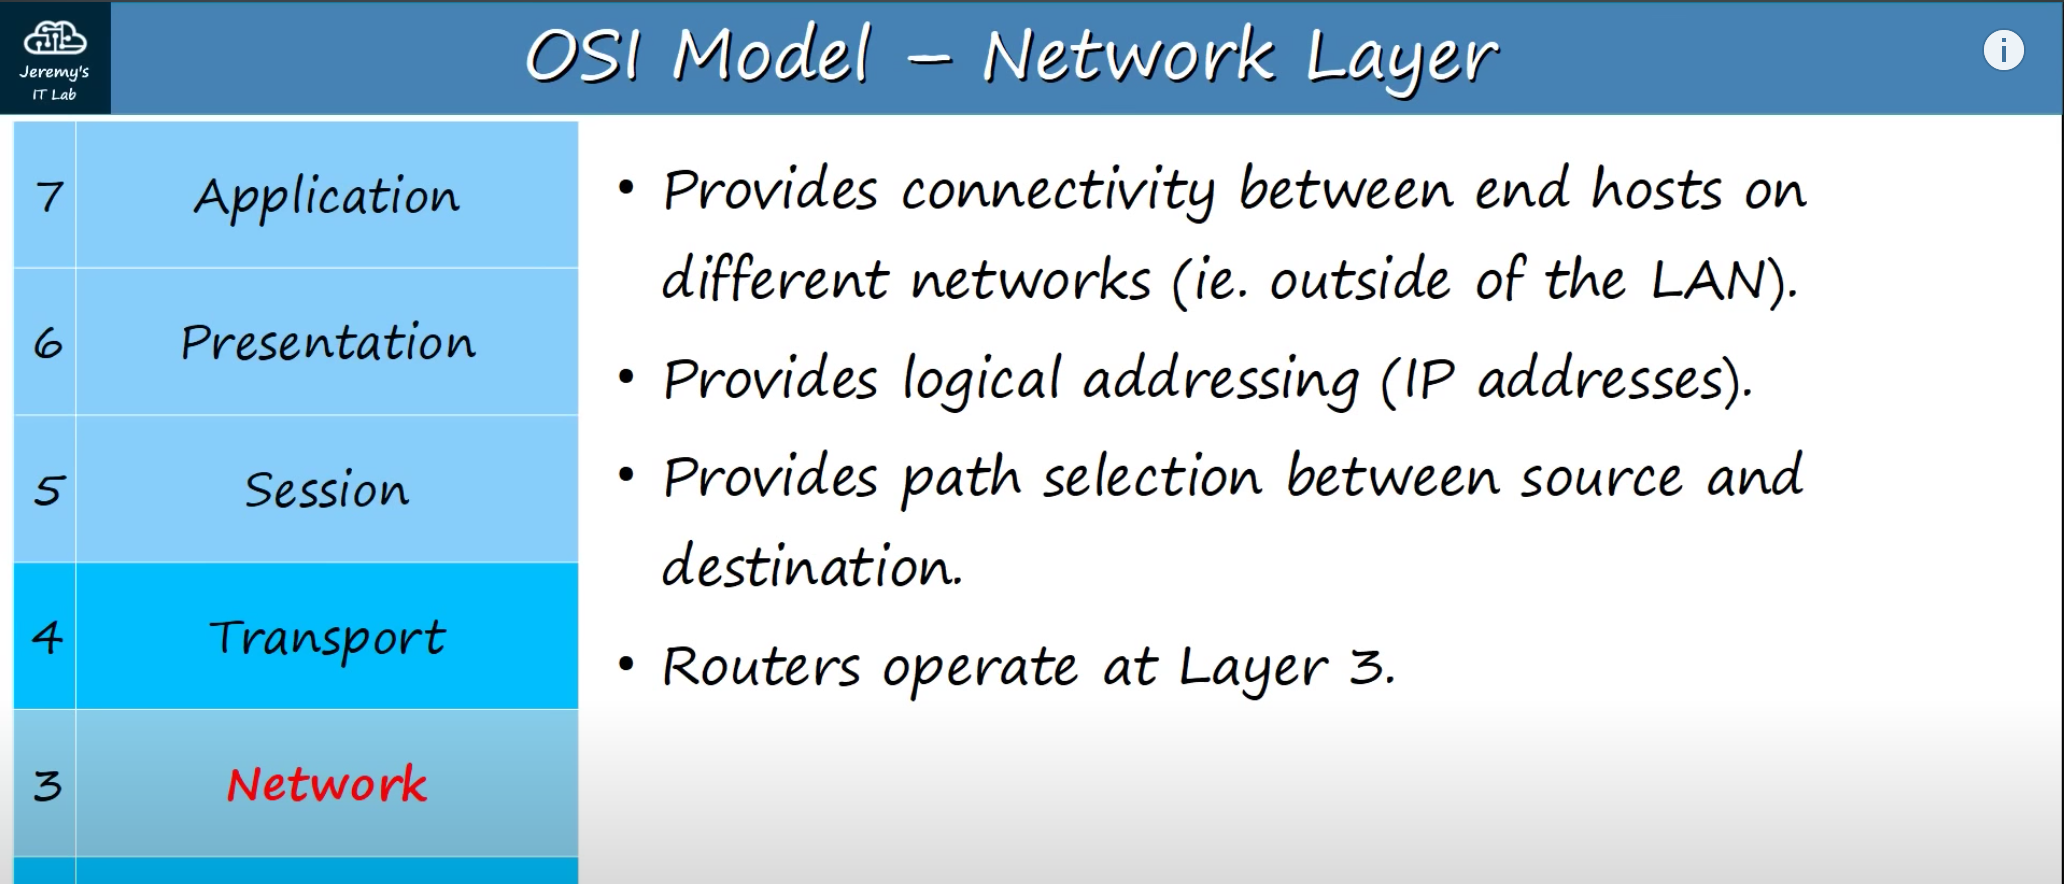 Jeremy's
IT Lab
OSI Model – Network Layer
i
7 Application
6 Presentation
5 Session
4 Transport
3 Network
• Provides connectivity between end hosts on
different networks (ie. outside of the LAN).
• Provides logical addressing (IP addresses).
• Provides path selection between source and
destination.
• Routers operate at Layer 3.